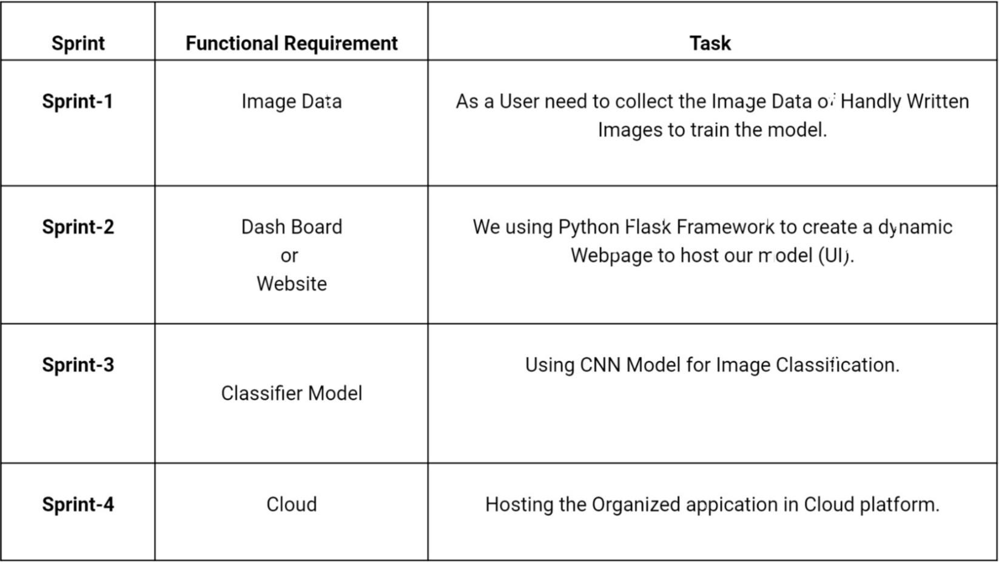 Sprint Functional Requirement Task
Sprint-1 Image Data As a User need to collect the Image Data of Handly Written
Images to train the model.
Sprint-2 Dash Board We using Python Flask Framework to create a dynamic
or Webpage to host our model (UI).
Website
Sprint-3 Using CNN Model for Image Classification.
Classifier Model
Sprint-4 Cloud Hosting the Organized appication in Cloud platform.